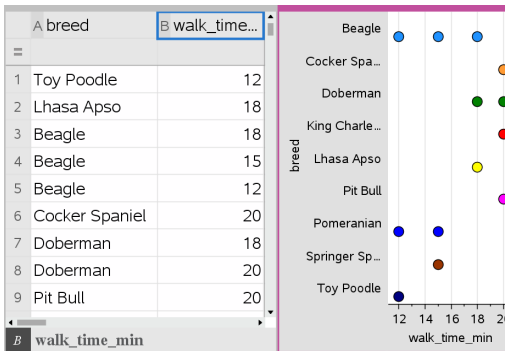 A breed B walk_time...
=
1 Toy Poodle 12
2 Lhasa Apso 18
3 Beagle 18
4 Beagle 15
5 Beagle 12
6 Cocker Spaniel 20
7 Doberman 18
8 Doberman 20
9 Pit Bull 20
B walk_time_min
breed
Beagle
Cocker Spa...
Doberman
King Charle...
Lhasa Apso
Pit Bull
Pomeranian
Springer Sp...
Toy Poodle
12 14 16 18
walk_time_min